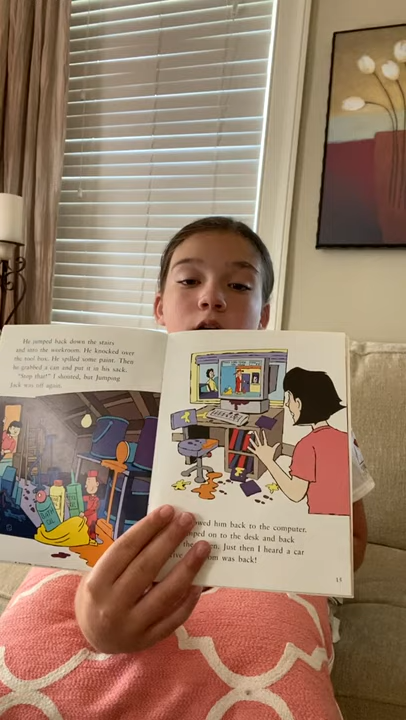 He jumped back down the stairs
and into the workroom. He knocked over
the tool box. He spilled some paint. Then
he grabbed a can and put it in his sack.
"Stop that!" I shouted, but Jumping
Jack was off again.
owed him back to the computer.
mped on to the desk and back
the screen. Just then I heard a car
om was back!
13